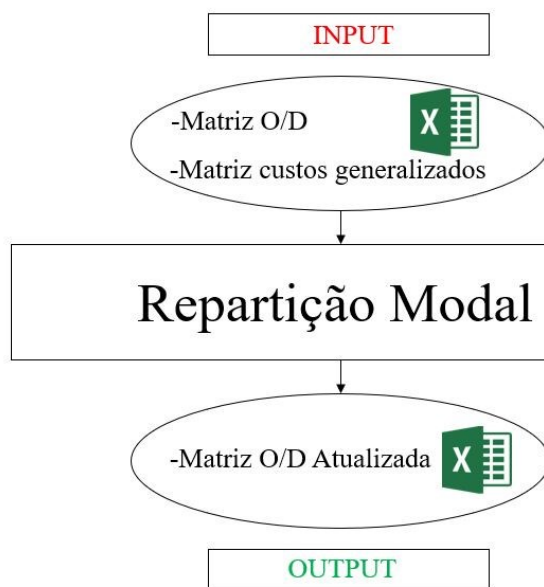 INPUT
-Matriz O/D
X
-Matriz custos generalizados
Repartição Modal
-Matriz O/D Atualizada
X
OUTPUT